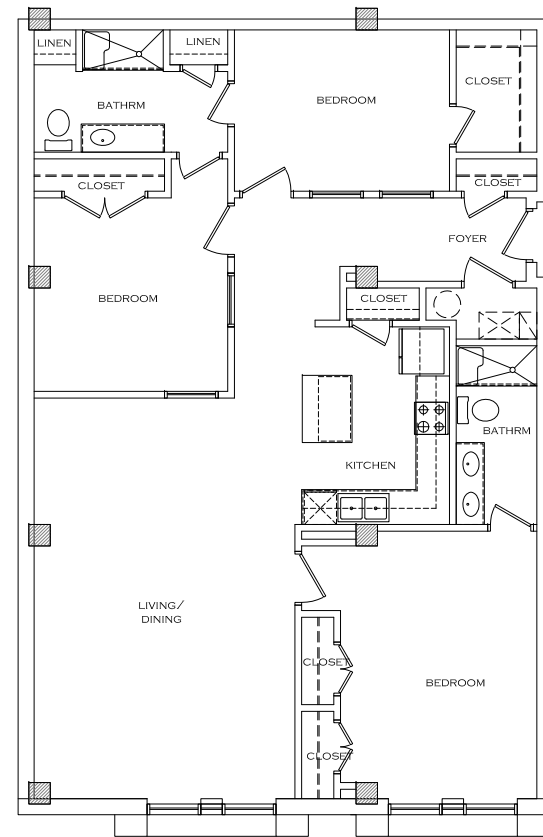 LINEN
LINEN
BATHRM
BEDROOM
CLOSET
CLOSET
CLOSET
FOYER
BEDROOM
CLOSET
BATHRM
KITCHEN
LIVING/
DINING
CLOSET
BEDROOM
CLOSET